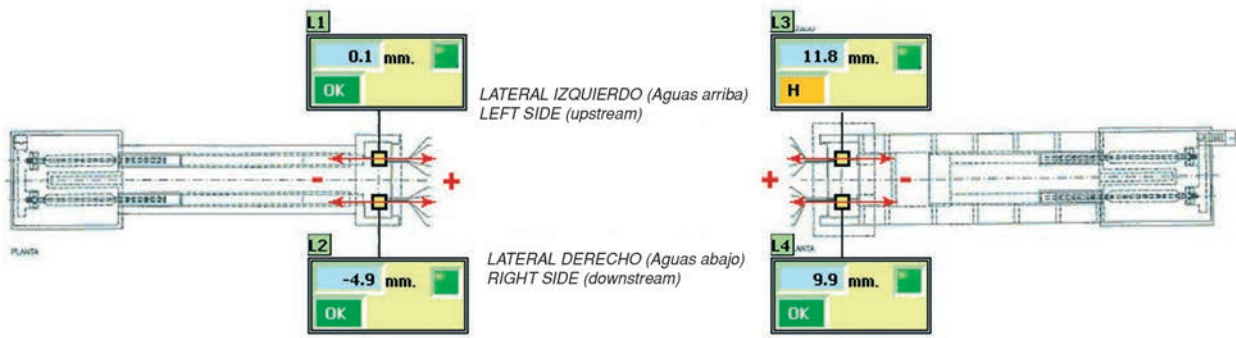 L1
0.1 mm.
OK
L3
11.8 mm.
H
LATERAL IZQUIERDO (Aguas arriba)
LEFT SIDE (upstream)
-
+
+
-
PLANTA
L2
-4.9 mm.
OK
LATERAL DERECHO (Aguas abajo)
RIGHT SIDE (downstream)
L4
ANTA
9.9 mm.
OK